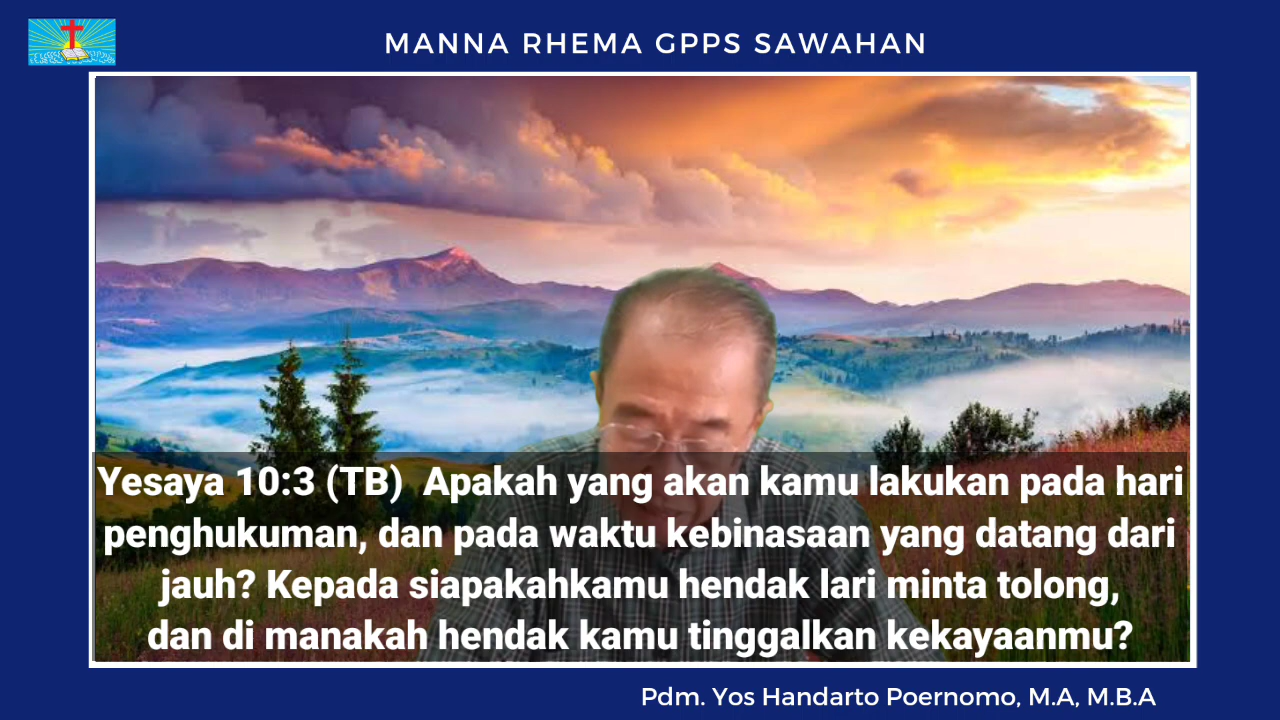 MANNA RHEMA GPPS SAWAHAN
Yesaya 10:3 (TB)  Apakah yang akan kamu lakukan pada hari
penghukuman, dan pada waktu kebinasaan yang datang dari
jauh? Kepada siapakahkamu hendak lari minta tolong,
dan di manakah hendak kamu tinggalkan kekayaanmu?
Pdm. Yos Handarto Poernomo, M.A, M.B.A